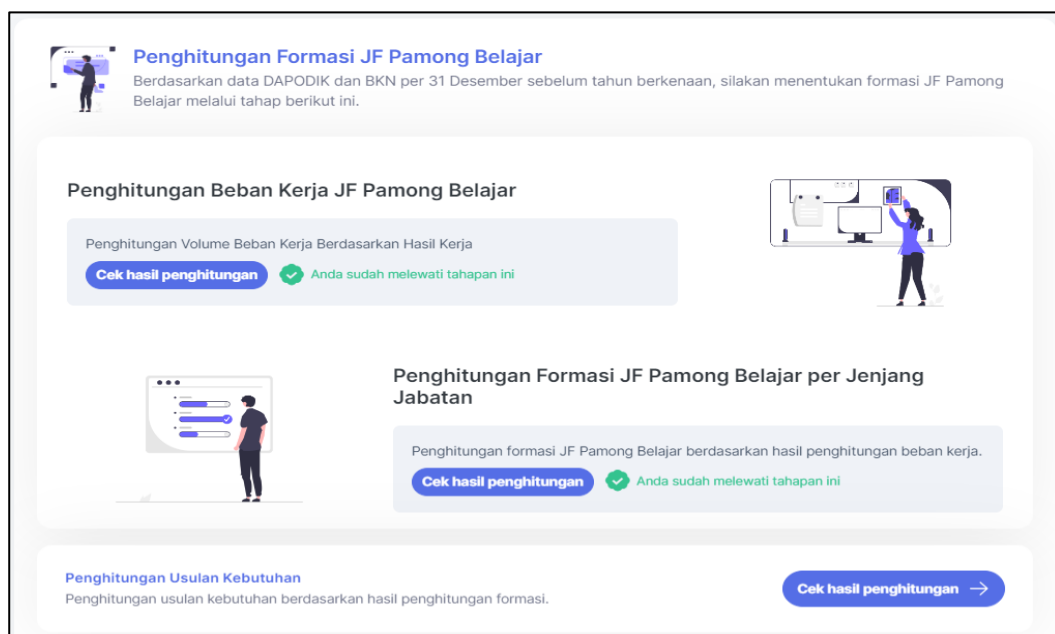 Penghitungan Formasi JF Pamong Belajar
Berdasarkan data DAPODIK dan BKN per 31 Desember sebelum tahun berkenaan, silakan menentukan formasi JF Pamong
Belajar melalui tahap berikut ini.
Penghitungan Beban Kerja JF Pamong Belajar
Penghitungan Volume Beban Kerja Berdasarkan Hasil Kerja
Cek hasil penghitungan Anda sudah melewati tahapan ini
Penghitungan Formasi JF Pamong Belajar per Jenjang
Jabatan
Penghitungan formasi JF Pamong Belajar berdasarkan hasil penghitungan beban kerja.
Cek hasil penghitungan Anda sudah melewati tahapan ini
Penghitungan Usulan Kebutuhan
Penghitungan usulan kebutuhan berdasarkan hasil penghitungan formasi.
Cek hasil penghitungan →